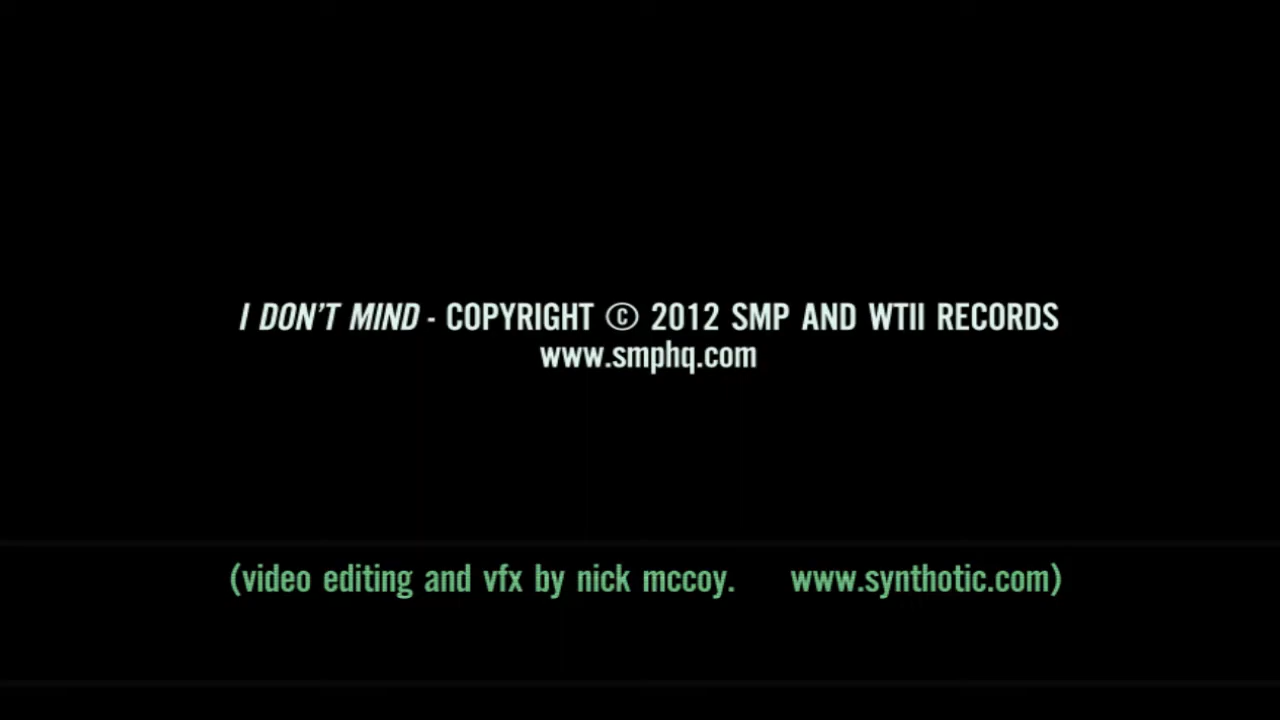 I DON'T MIND - COPYRIGHT © 2012 SMP AND WTII RECORDS
www.smphq.com
(video editing and vfx by nick mccoy. www.synthotic.com)